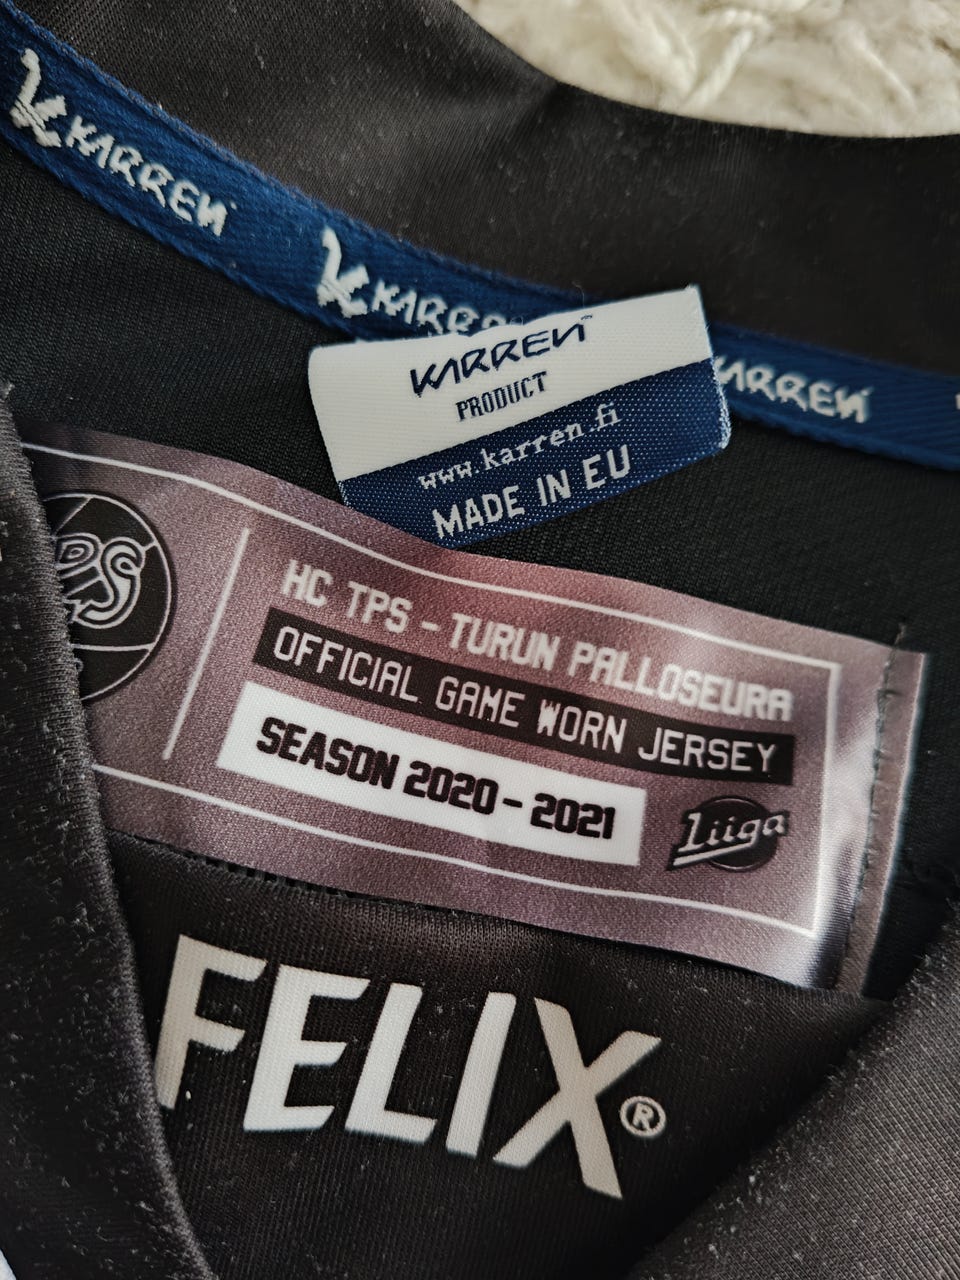 KARREN
KARREN
KARREN
KARREN
PRODUCT
www.karren.fi
MADE IN EU
TPS
HC TPS - TURUN PALLOSEURA
OFFICIAL GAME WORN JERSEY
SEASON 2020 - 2021
Liiga
FELIX®